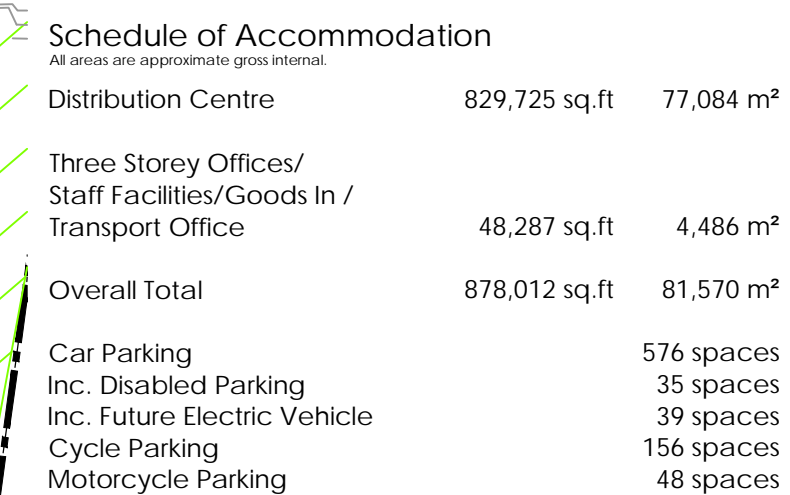 Schedule of Accommodation
All areas are approximate gross internal.
Distribution Centre 829,725 sq.ft 77,084 m²
Three Storey Offices/
Staff Facilities/Goods In /
Transport Office 48,287 sq.ft 4,486 m²
Overall Total 878,012 sq.ft 81,570 m²
Car Parking 576 spaces
Inc. Disabled Parking 35 spaces
Inc. Future Electric Vehicle 39 spaces
Cycle Parking 156 spaces
Motorcycle Parking 48 spaces